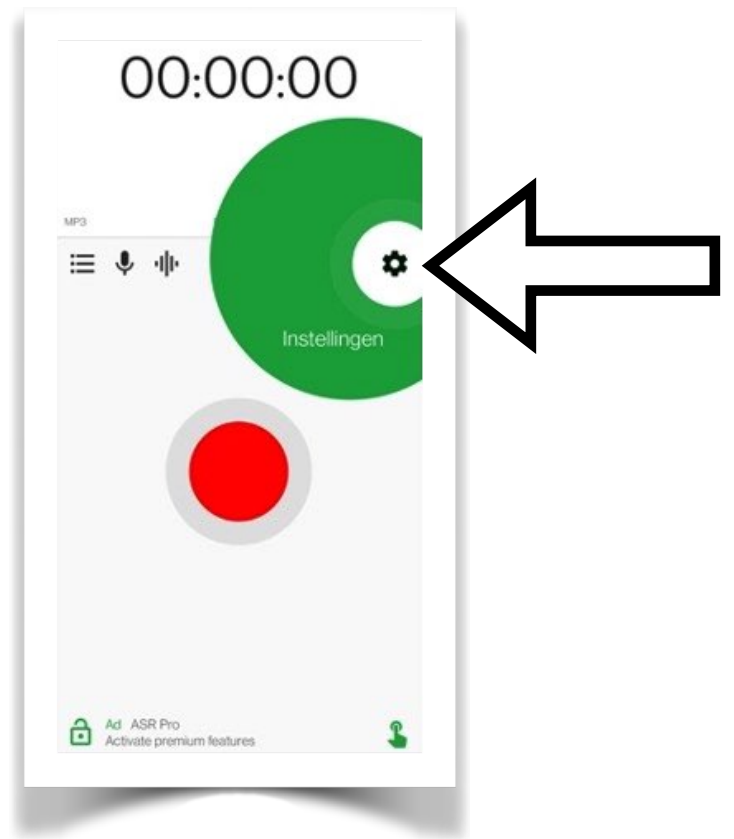 00:00:00
MP3
Instellingen
Ad ASR Pro
Activate premium features